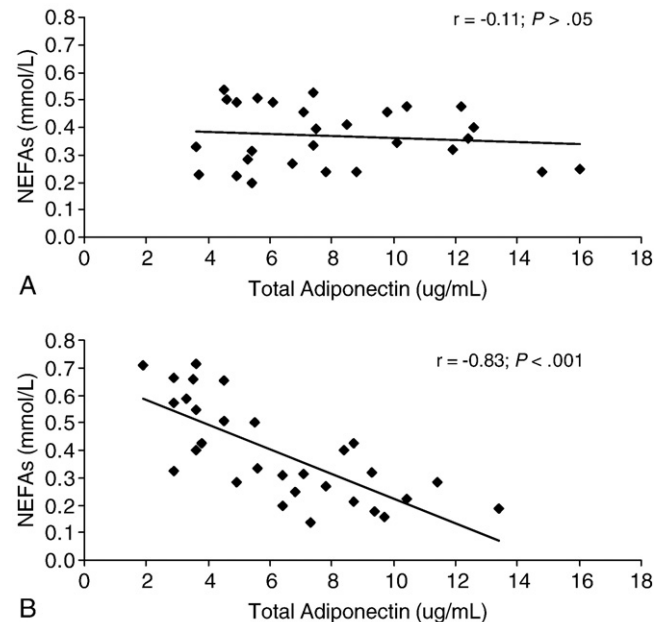 0.8
0.7
0.6
0.5
0.4
0.3
0.2
0.1
0.0
NEFAs (mmol/L)
r = -0.11; P > .05
0 2 4 6 8 10 12 14 16 18
A
Total Adiponectin (ug/mL)
0.8
0.7
0.6
0.5
0.4
0.3
0.2
0.1
0.0
NEFAs (mmol/L)
r = -0.83; P < .001
0 2 4 6 8 10 12 14 16 18
B
Total Adiponectin (ug/mL)